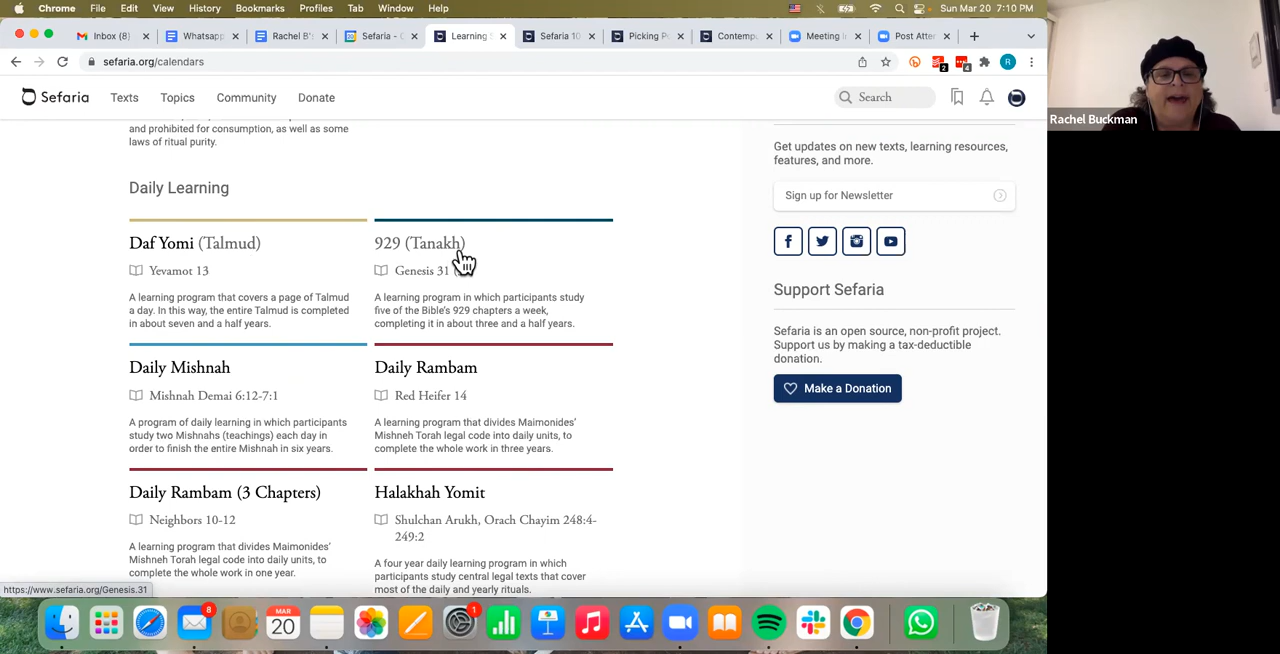 Chrome File Edit View History Bookmarks Profiles Tab Window Help Sun Mar 20 7:10 PM
Inbox (8) Whatsapp Rachel B's Sefaria - Learning S Sefaria 10 Picking P Contemp Meeting I Post Atten
sefaria.org/calendars
2
4
R
Sefaria Texts Topics Community Donate Search
and prohibited for consumption, as well as some
laws of ritual purity.
Daily Learning
Daf Yomi (Talmud)
Yevamot 13
A learning program that covers a page of Talmud
a day. In this way, the entire Talmud is completed
in about seven and a half years.
929 (Tanakh)
Genesis 31
A learning program in which participants study
five of the Bible's 929 chapters a week,
completing it in about three and a half years.
Daily Mishnah
Mishnah Demai 6:12-7:1
A program of daily learning in which participants
study two Mishnahs (teachings) each day in
order to finish the entire Mishnah in six years.
Daily Rambam
Red Heifer 14
A learning program that divides Maimonides'
Mishneh Torah legal code into daily units, to
complete the whole work in three years.
Daily Rambam (3 Chapters)
Neighbors 10-12
A learning program that divides Maimonides'
Mishneh Torah legal code into daily units, to
complete the whole work in one year.
Halakhah Yomit
Shulchan Arukh, Orach Chayim 248:4-
249:2
A four year daily learning program in which
participants study central legal texts that cover
most of the daily and yearly rituals.
Get updates on new texts, learning resources,
features, and more.
Sign up for Newsletter
Support Sefaria
Sefaria is an open source, non-profit project.
Support us by making a tax-deductible
donation.
Make a Donation
https://www.sefaria.org/Genesis.31
8
MAR
20
1
Rachel Buckman